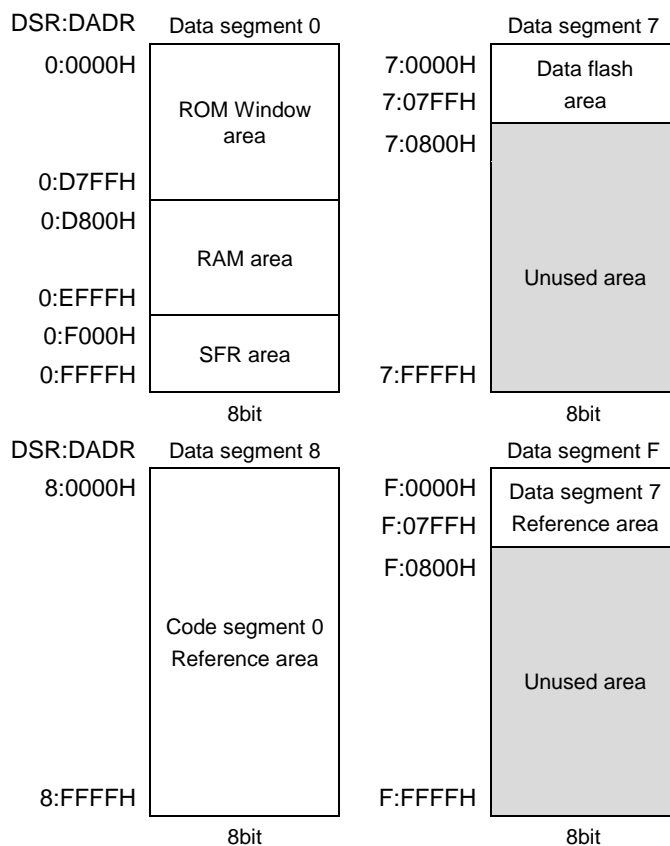 DSR:DADR
Data segment 0
0:0000H
ROM Window
area
0:D7FFH
0:D800H
RAM area
0:EFFFH
0:F000H
SFR area
0:FFFFH
8bit
Data segment 7
7:0000H
Data flash
7:07FFH
area
7:0800H
Unused area
7:FFFFH
8bit
DSR:DADR
Data segment 8
8:0000H
Code segment 0
Reference area
8:FFFFH
8bit
Data segment F
F:0000H
Data segment 7
F:07FFH
Reference area
F:0800H
Unused area
F:FFFFH
8bit